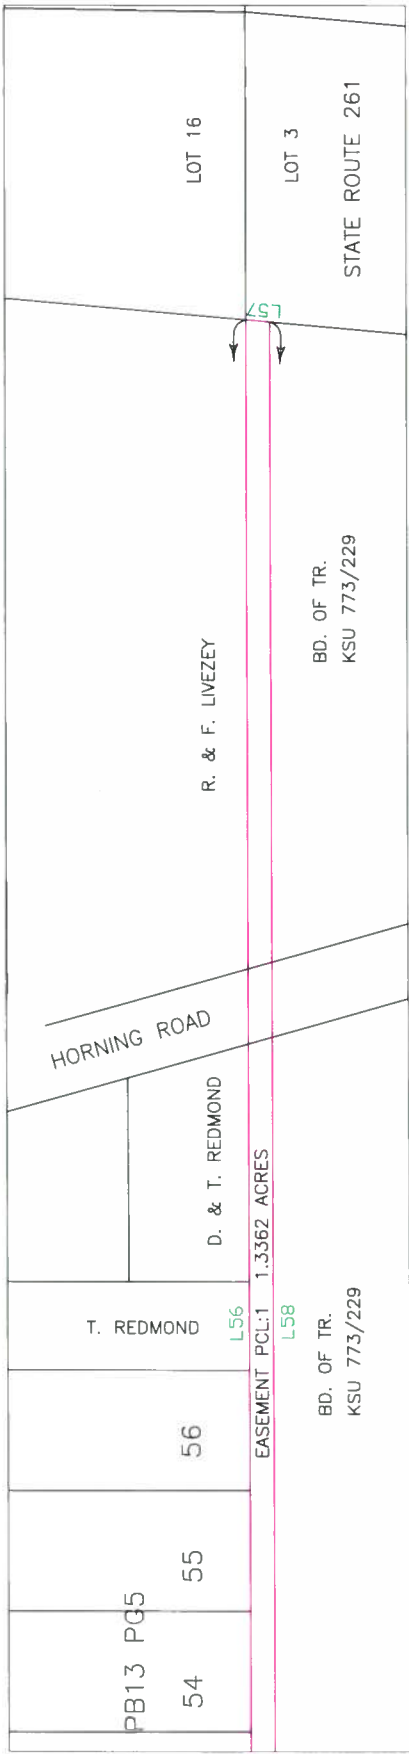 PB13 PG5
54
55
56
T. REDMOND
D. & T. REDMOND
HORNING ROAD
R. & F. LIVEZEY
LOT 16
L56
EASEMENT PCL:1 1.3362 ACRES
L58
L57
BD. OF TR.
KSU 773/229
BD. OF TR.
KSU 773/229
LOT 3
STATE ROUTE 261